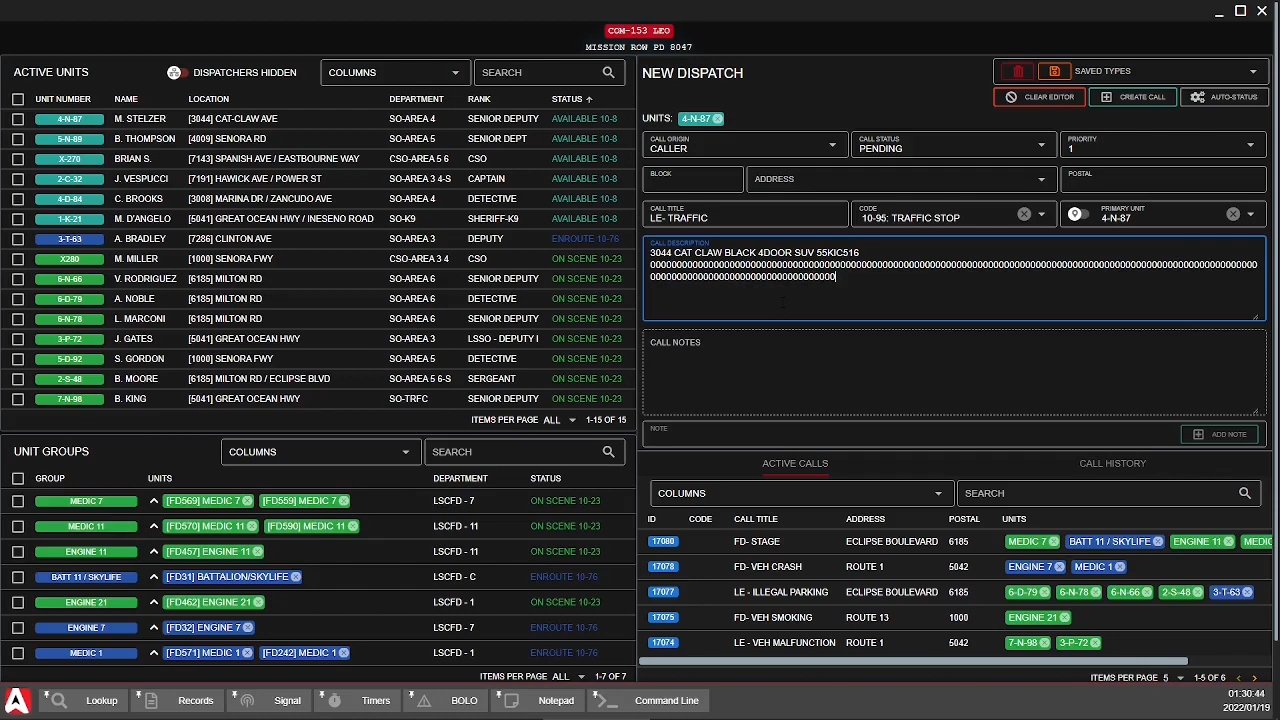 COM-153 LEO
MISSION ROW PD 8047
ACTIVE UNITS
DISPATCHERS HIDDEN
COLUMNS
SEARCH
UNIT NUMBER NAME LOCATION DEPARTMENT RANK STATUS
4-N-87 M. STELZER [3044] CAT-CLAW AVE SO-AREA 4 SENIOR DEPUTY AVAILABLE 10-8
5-N-89 B. THOMPSON [4009] SENORA RD SO-AREA 5 SENIOR DEPT AVAILABLE 10-8
X-270 BRIAN S. [7143] SPANISH AVE / EASTBOURNE WAY CSO-AREA 5 6 CSO AVAILABLE 10-8
2-C-32 J. VESPUCCI [7191] HAWICK AVE / POWER ST SO-AREA 3 4-S CAPTAIN AVAILABLE 10-8
4-D-84 C. BROOKS [3008] MARINA DR / ZANCUDO AVE SO-AREA 4 DETECTIVE AVAILABLE 10-8
1-K-21 M. D'ANGELO [5041] GREAT OCEAN HWY / INESENO ROAD SO-K9 SHERIFF-K9 AVAILABLE 10-8
3-T-63 A. BRADLEY [7286] CLINTON AVE SO-AREA 3 DEPUTY ENROUTE 10-76
X280 M. MILLER [1000] SENORA FWY CSO-AREA 3 4 CSO ON SCENE 10-23
6-N-66 V. RODRIGUEZ [6185] MILTON RD SO-AREA 6 SENIOR DEPUTY ON SCENE 10-23
6-D-79 A. NOBLE [6185] MILTON RD SO-AREA 6 DETECTIVE ON SCENE 10-23
6-N-78 L. MARCONI [6185] MILTON RD SO-AREA 6 SENIOR DEPUTY ON SCENE 10-23
3-P-72 J. GATES [5041] GREAT OCEAN HWY SO-AREA 3 LSSO - DEPUTY I ON SCENE 10-23
5-D-92 S. GORDON [1000] SENORA FWY SO-AREA 5 DETECTIVE ON SCENE 10-23
2-S-48 B. MOORE [6185] MILTON RD / ECLIPSE BLVD SO-AREA 5 6-S SERGEANT ON SCENE 10-23
7-N-98 B. KING [5041] GREAT OCEAN HWY SO-TRFC SENIOR DEPUTY ON SCENE 10-23
ITEMS PER PAGE ALL 1-15 OF 15
UNIT GROUPS
COLUMNS
SEARCH
GROUP UNITS DEPARTMENT STATUS
MEDIC 7 [FD569] MEDIC 7 [FD559] MEDIC 7 LSCFD - 7 ON SCENE 10-23
MEDIC 11 [FD570] MEDIC 11 [FD590] MEDIC 11 LSCFD - 11 ON SCENE 10-23
ENGINE 11 [FD457] ENGINE 11 LSCFD - 11 ON SCENE 10-23
BATT 11 / SKYLIFE [FD31] BATTALION/SKYLIFE LSCFD - C ENROUTE 10-76
ENGINE 21 [FD462] ENGINE 21 LSCFD - 1 ON SCENE 10-23
ENGINE 7 [FD32] ENGINE 7 LSCFD - 7 ENROUTE 10-76
MEDIC 1 [FD571] MEDIC 1 [FD242] MEDIC 1 LSCFD - 1 ENROUTE 10-76
ITEMS PER PAGE ALL 1-7 OF 7
NEW DISPATCH
SAVED TYPES
CLEAR EDITOR
CREATE CALL
AUTO-STATUS
UNITS: 4-N-87
CALL ORIGIN
CALLER
CALL STATUS
PENDING
PRIORITY
1
BLOCK
ADDRESS
POSTAL
CALL TITLE
LE- TRAFFIC
CODE
10-95: TRAFFIC STOP
PRIMARY UNIT
4-N-87
CALL DESCRIPTION
3044 CAT CLAW BLACK 4DOOR SUV 55KIC516
CALL NOTES
NOTE
ADD NOTE
ACTIVE CALLS
CALL HISTORY
COLUMNS
SEARCH
ID CODE CALL TITLE ADDRESS POSTAL UNITS
17080 FD- STAGE ECLIPSE BOULEVARD 6185 MEDIC 7 BATT 11 / SKYLIFE ENGINE 11 MEDIC
17078 FD- VEH CRASH ROUTE 1 5042 ENGINE 7 MEDIC 1
17077 LE - ILLEGAL PARKING ECLIPSE BOULEVARD 6185 6-D-79 6-N-78 6-N-66 2-S-48 3-T-63
17075 FD- VEH SMOKING ROUTE 13 1000 ENGINE 21
17074 LE - VEH MALFUNCTION ROUTE 1 5042 7-N-98 3-P-72
ITEMS PER PAGE 5 1-5 OF 6
Lookup
Records
Signal
Timers
BOLO
Notepad
Command Line
01:30:44
2022/01/19